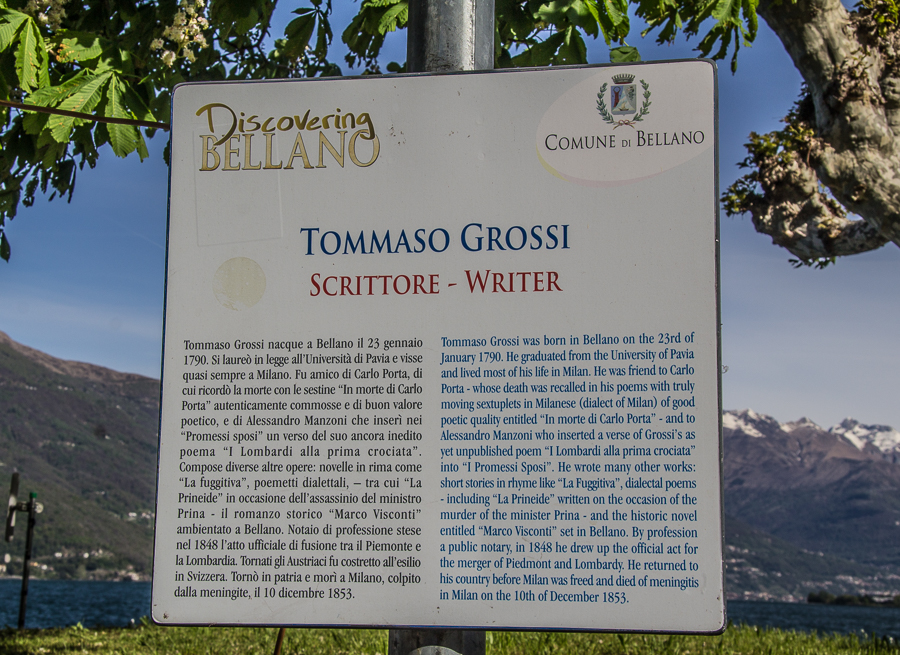 Discovering
BELLANO
COMUNE DI BELLANO
TOMMASO GROSSI
SCRITTORE - WRITER
Tommaso Grossi nacque a Bellano il 23 gennaio
1790. Si laureò in legge all'Università di Pavia e visse
quasi sempre a Milano. Fu amico di Carlo Porta, di
cui ricordò la morte con le sestine "In morte di Carlo
Porta" autenticamente commosse e di buon valore
poetico, e di Alessandro Manzoni che inserì nei
"Promessi sposi" un verso del suo ancora inedito
poema "I Lombardi alla prima crociata".
Compose diverse altre opere: novelle in rima come
"La fuggitiva", poemetti dialettali, – tra cui "La
Prineide" in occasione dell'assassinio del ministro
Prina - il romanzo storico "Marco Visconti"
ambientato a Bellano. Notaio di professione stese
nel 1848 l'atto ufficiale di fusione tra il Piemonte e
la Lombardia. Tornati gli Austriaci fu costretto all'esilio
in Svizzera. Tornò in patria e morì a Milano, colpito
dalla meningite, il 10 dicembre 1853.
Tommaso Grossi was born in Bellano on the 23rd of
January 1790. He graduated from the University of Pavia
and lived most of his life in Milan. He was friend to Carlo
Porta - whose death was recalled in his poems with truly
moving sextuplets in Milanese (dialect of Milan) of good
poetic quality entitled "In morte di Carlo Porta" - and to
Alessandro Manzoni who inserted a verse of Grossi's as
yet unpublished poem "I Lombardi alla prima crociata"
into "I Promessi Sposi". He wrote many other works:
short stories in rhyme like "La Fuggitiva", dialectal poems
- including "La Prineide" written on the occasion of the
murder of the minister Prina - and the historic novel
entitled "Marco Visconti" set in Bellano. By profession
a public notary, in 1848 he drew up the official act for
the merger of Piedmont and Lombardy. He returned to
his country before Milan was freed and died of meningitis
in Milan on the 10th of December 1853.